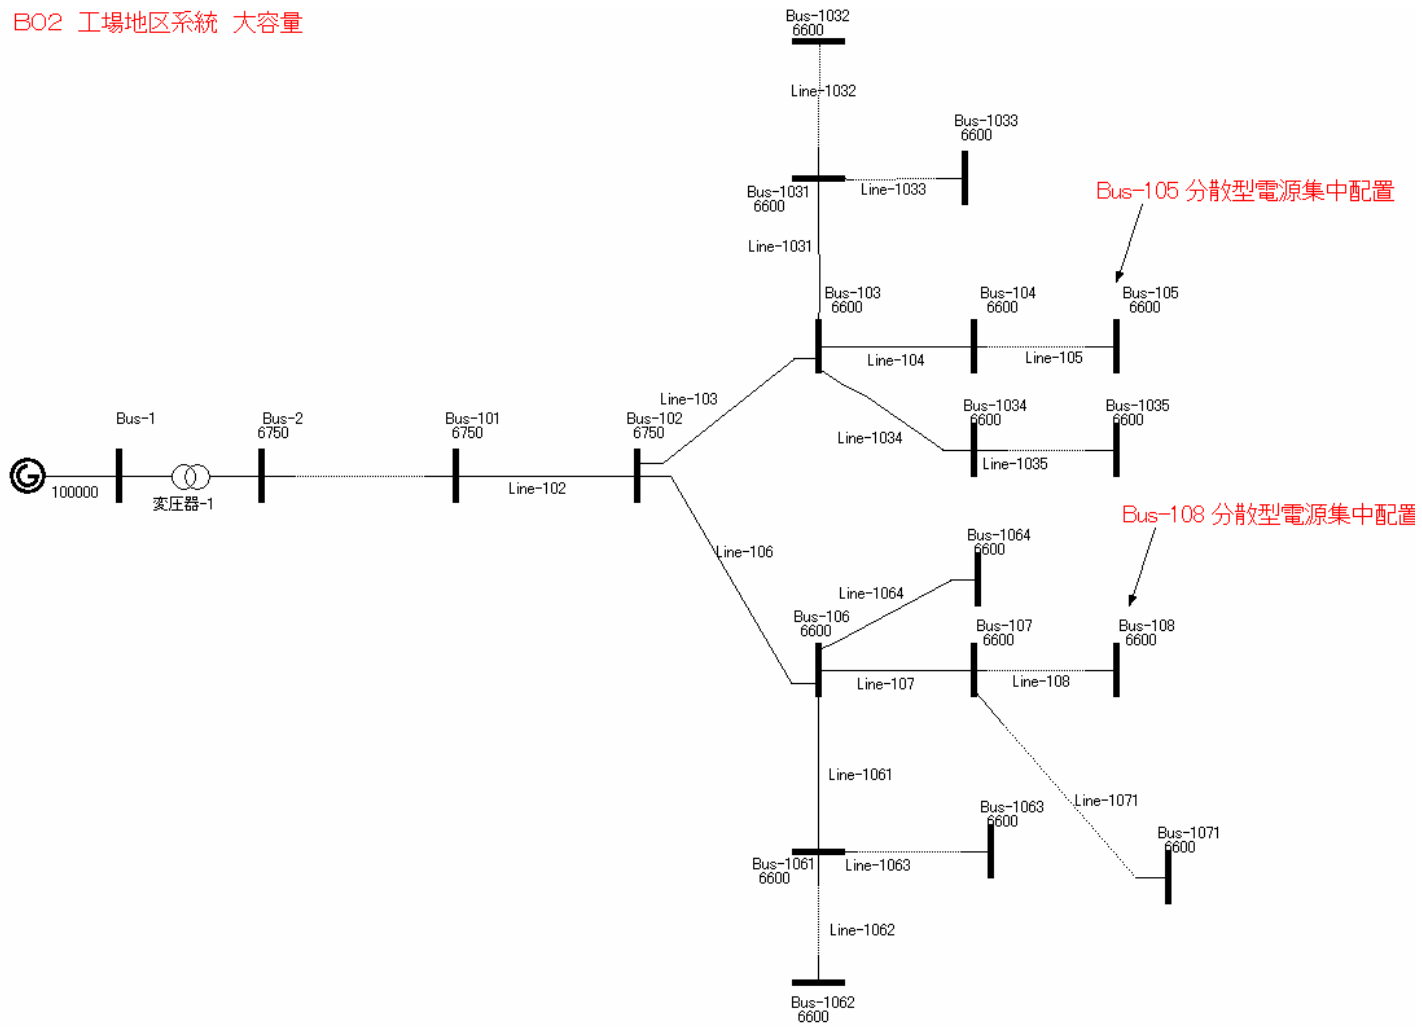 B02 工場地区系統 大容量
Bus-1032
6600
Line-1032
Bus-1033
6600
Bus-1031
6600
Line-1033
Bus-105 分散型電源集中配置
Line-1031
Bus-103
6600
Bus-104
6600
Bus-105
6600
Line-104
Line-105
Line-103
Bus-1034
6600
Bus-1035
6600
Line-1034
Line-1035
Bus-1
Bus-2
6750
Bus-101
6750
Bus-102
6750
100000
変圧器-1
Line-102
Bus-108 分散型電源集中配置
Line-106
Bus-1064
6600
Line-1064
Bus-106
6600
Bus-107
6600
Bus-108
6600
Line-107
Line-108
Line-1061
Line-1071
Bus-1063
6600
Bus-1071
6600
Bus-1061
6600
Line-1063
Line-1062
Bus-1062
6600